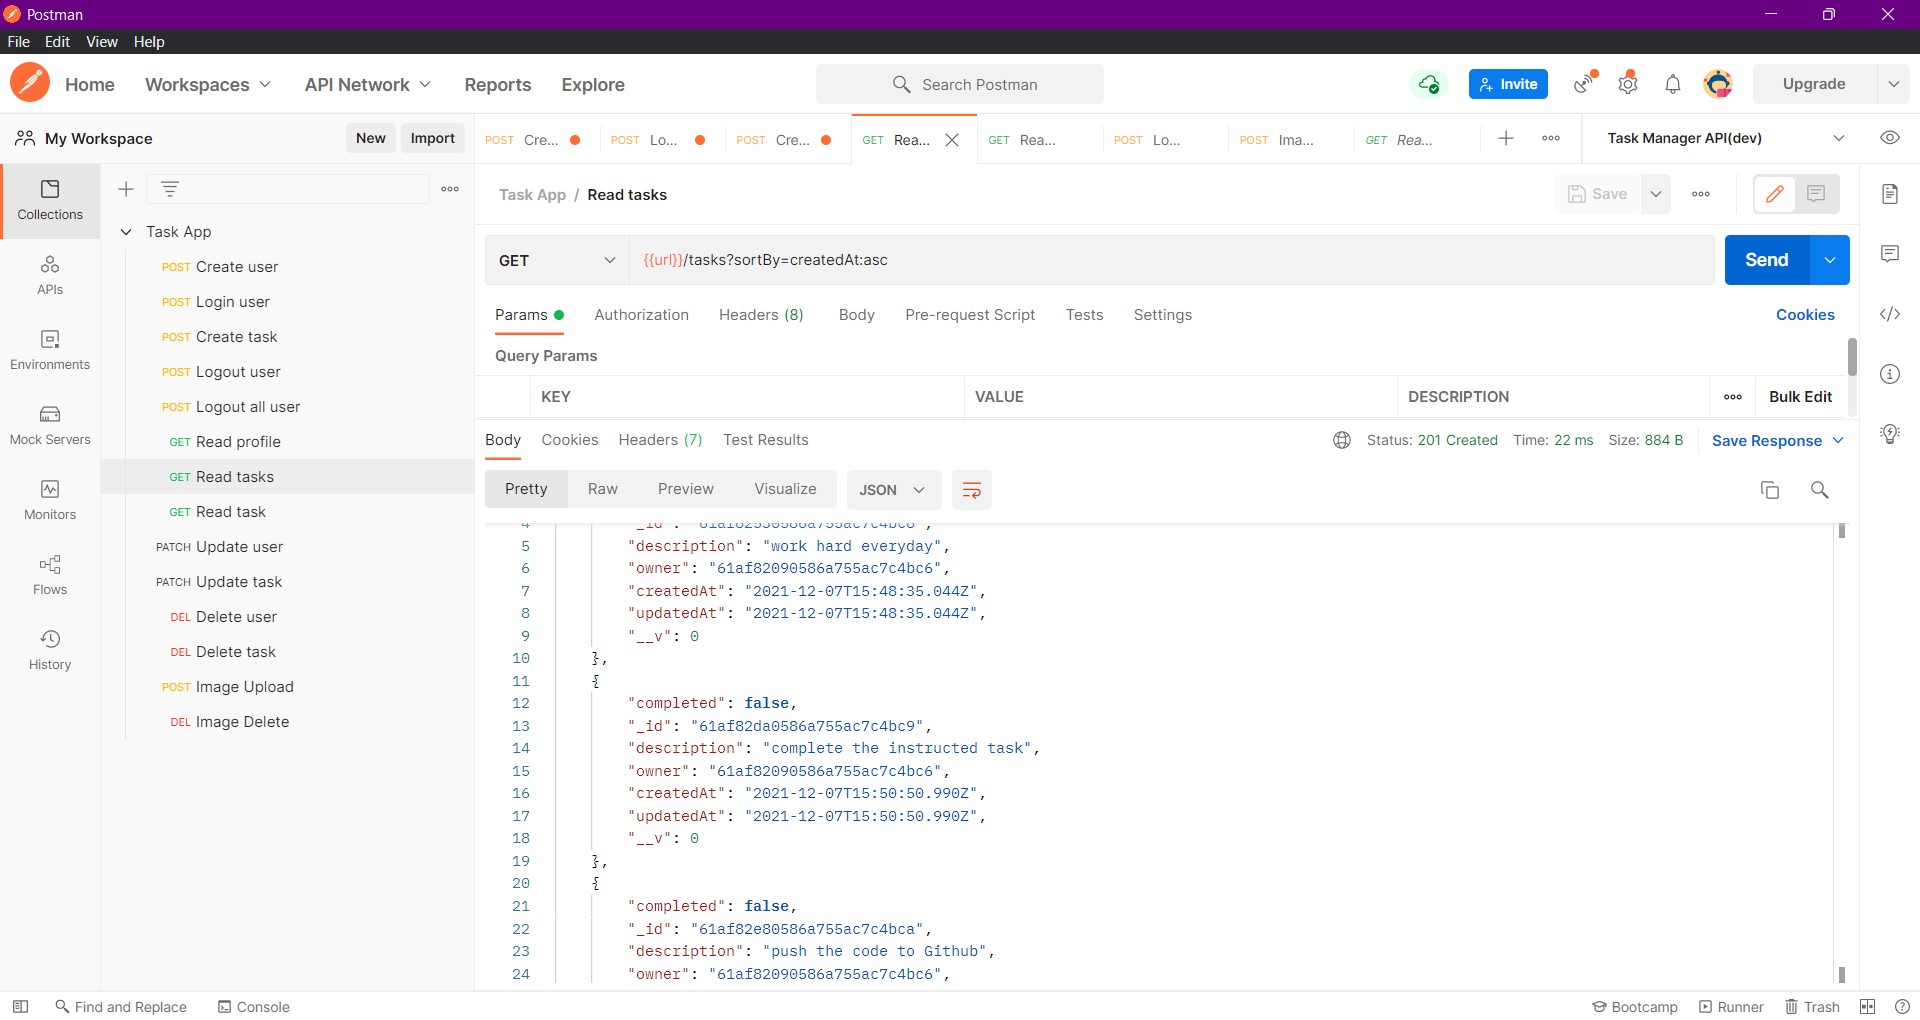 Postman
File Edit View Help
Home Workspaces API Network Reports Explore Search Postman Invite Upgrade
My Workspace New Import POST Cre... POST Lo... POST Cre... GET Rea... GET Rea... POST Lo... POST Ima... GET Rea... Task Manager API(dev)
Collections
APIs
Environments
Mock Servers
Monitors
Flows
History
Task App
POST Create user
POST Login user
POST Create task
POST Logout user
POST Logout all user
GET Read profile
GET Read tasks
GET Read task
PATCH Update user
PATCH Update task
DEL Delete user
DEL Delete task
POST Image Upload
DEL Image Delete
Task App / Read tasks Save
GET {{url}}/tasks?sortBy=createdAt:asc Send
Params Authorization Headers (8) Body Pre-request Script Tests Settings Cookies
Query Params
KEY VALUE DESCRIPTION Bulk Edit
Body Cookies Headers (7) Test Results Status: 201 Created Time: 22 ms Size: 884 B Save Response
Pretty Raw Preview Visualize JSON
5 "description": "work hard everyday",
6 "owner": "61af82090586a755ac7c4bc6",
7 "createdAt": "2021-12-07T15:48:35.044Z",
8 "updatedAt": "2021-12-07T15:48:35.044Z",
9 "__v": 0
10 },
11 {
12 "completed": false,
13 "_id": "61af82da0586a755ac7c4bc9",
14 "description": "complete the instructed task",
15 "owner": "61af82090586a755ac7c4bc6",
16 "createdAt": "2021-12-07T15:50:50.990Z",
17 "updatedAt": "2021-12-07T15:50:50.990Z",
18 "__v": 0
19 },
20 {
21 "completed": false,
22 "_id": "61af82e80586a755ac7c4bca",
23 "description": "push the code to Github",
24 "owner": "61af82090586a755ac7c4bc6",
Find and Replace Console Bootcamp Runner Trash